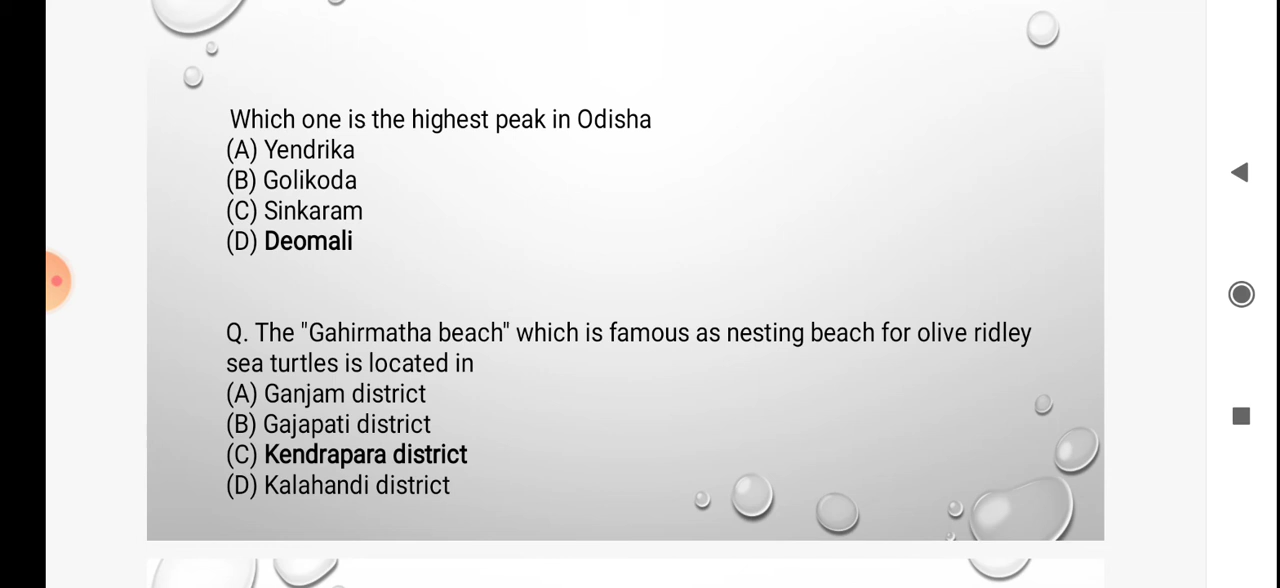 Which one is the highest peak in Odisha
(A) Yendrika
(B) Golikoda
(C) Sinkaram
(D) Deomali
Q. The "Gahirmatha beach" which is famous as nesting beach for olive ridley
sea turtles is located in
(A) Ganjam district
(B) Gajapati district
(C) Kendrapara district
(D) Kalahandi district